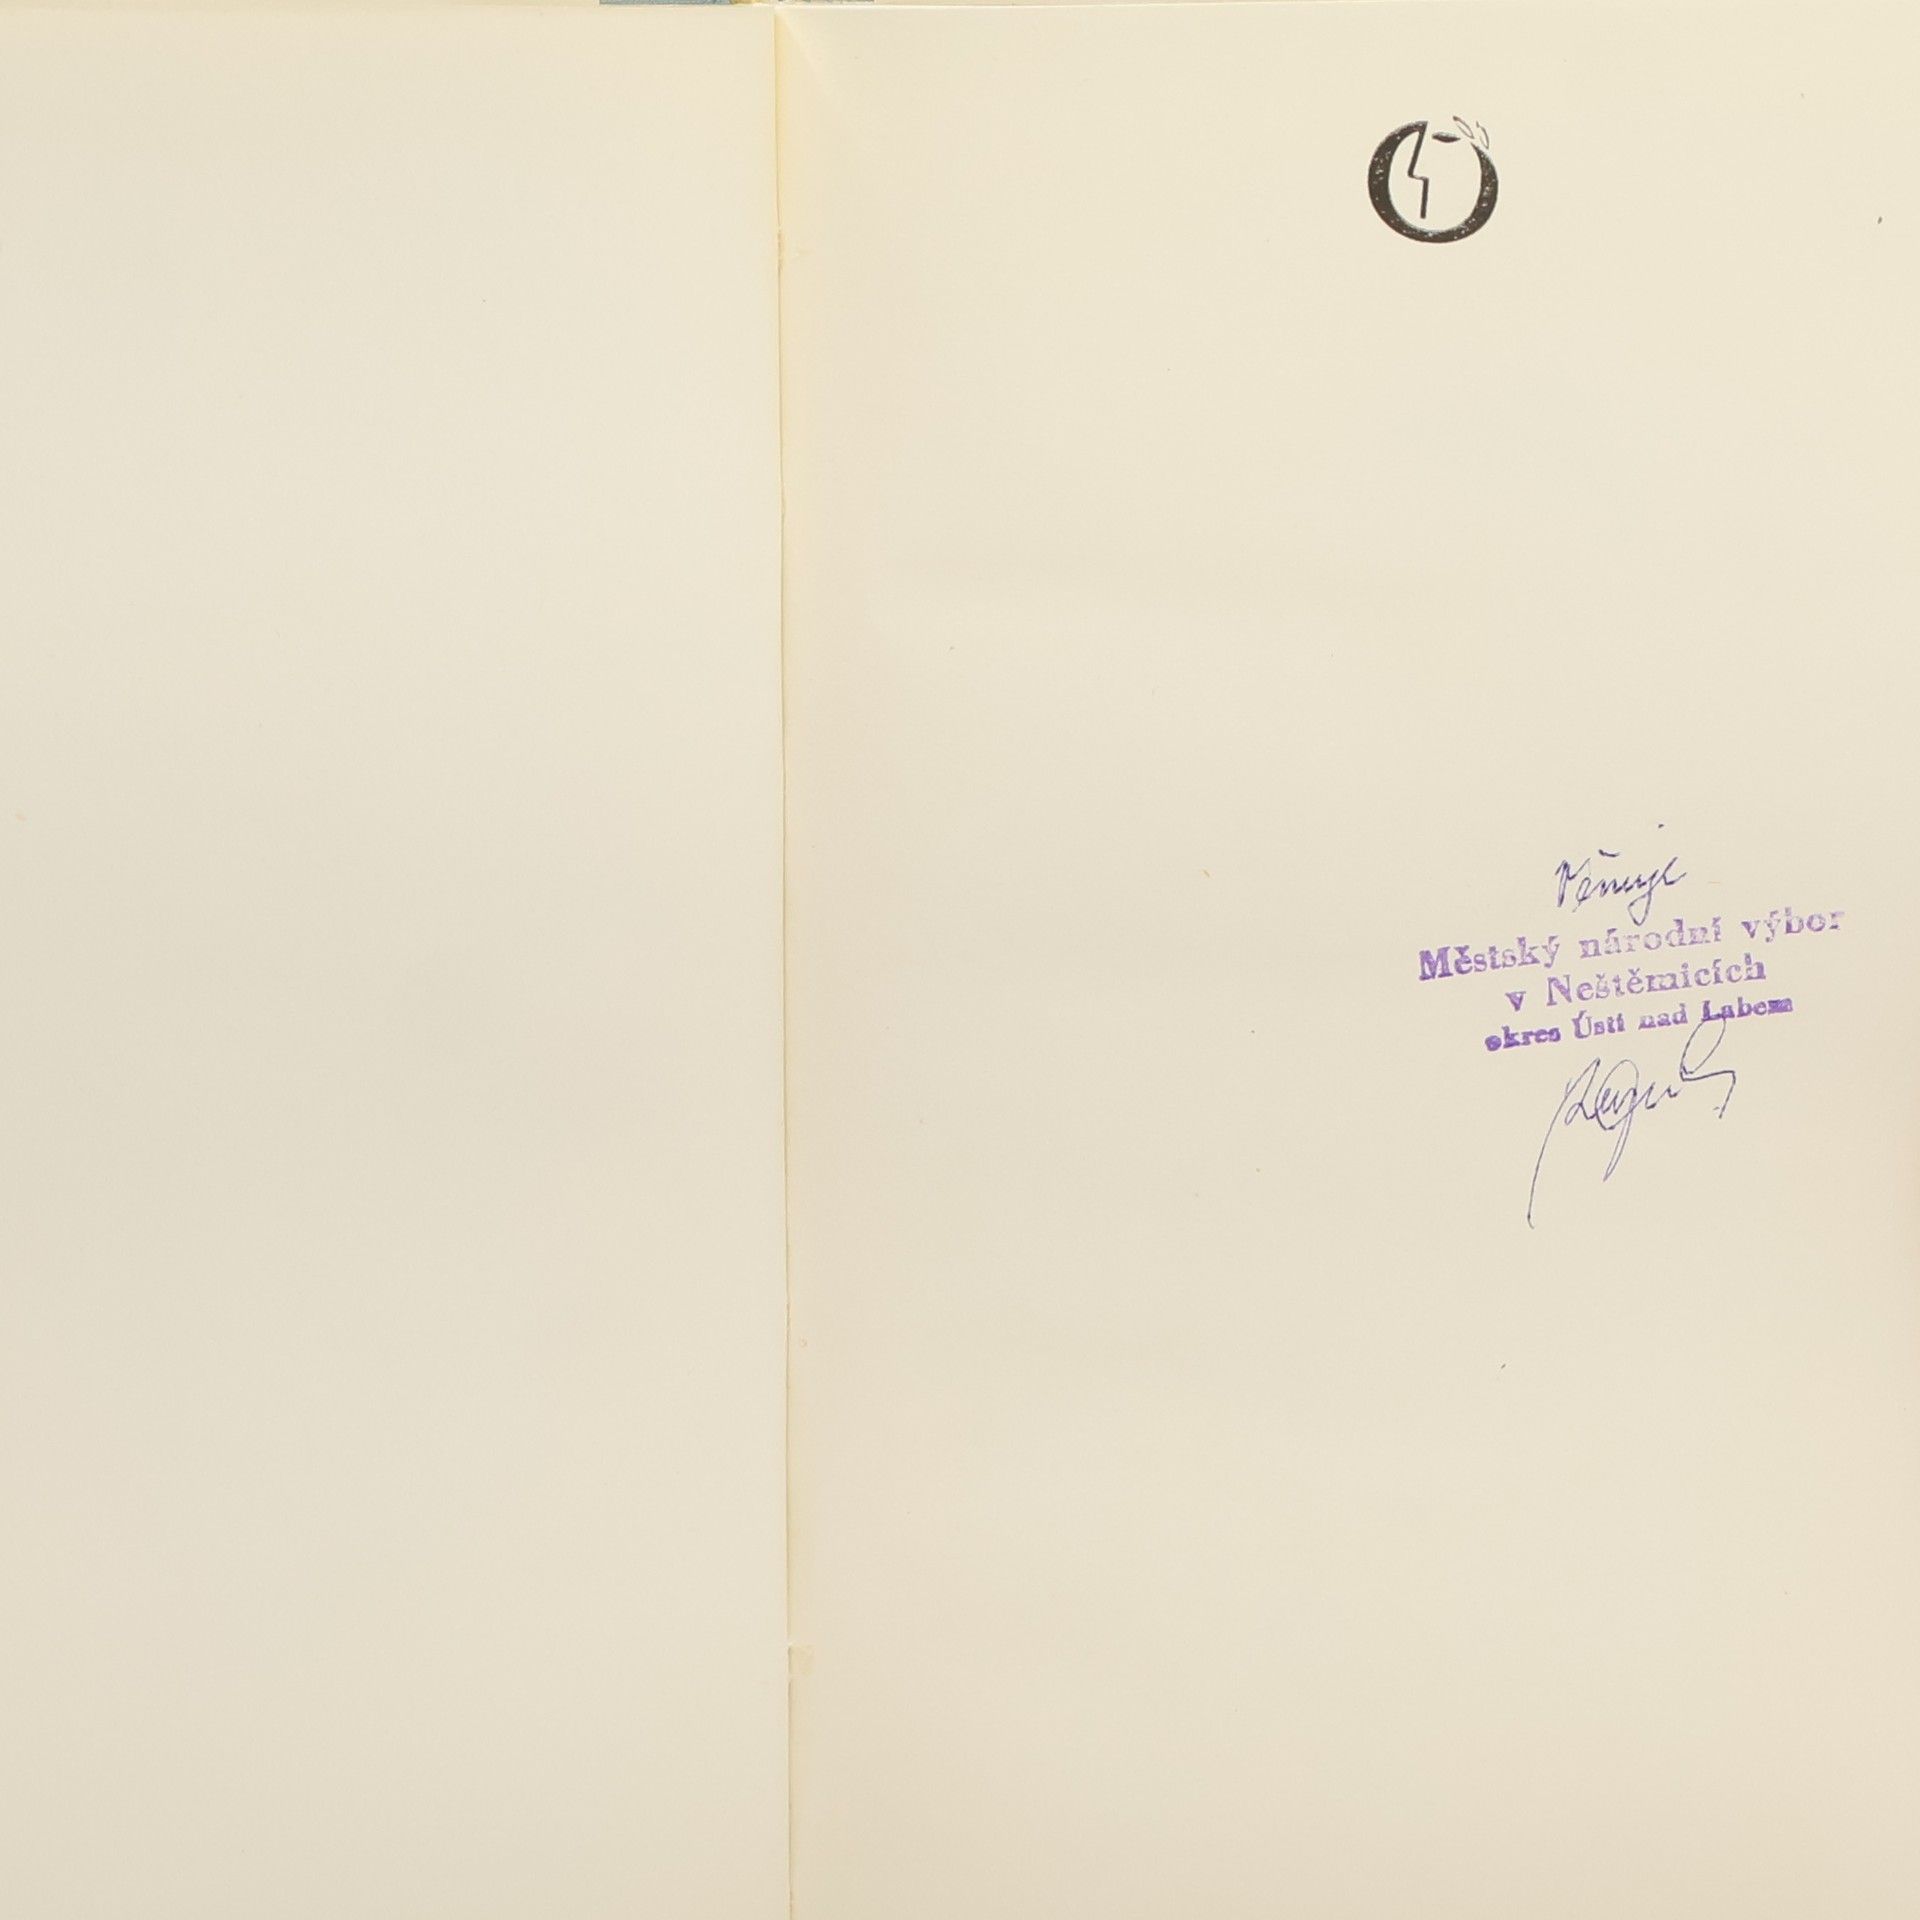 Věnuje
Městský národní výbor
v Neštěmicích
okres Ústí nad Labem